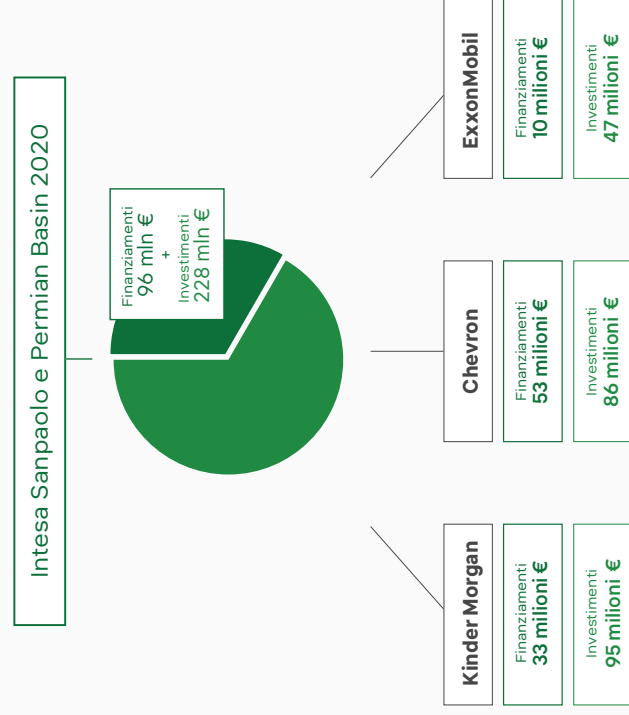 Intesa Sanpaolo e Permian Basin 2020
Finanziamenti
96 mln €
+
Investimenti
228 mln €
Kinder Morgan
Finanziamenti
33 milioni €
Investimenti
95 milioni €
Chevron
Finanziamenti
53 milioni €
Investimenti
86 milioni €
ExxonMobil
Finanziamenti
10 milioni €
Investimenti
47 milioni €